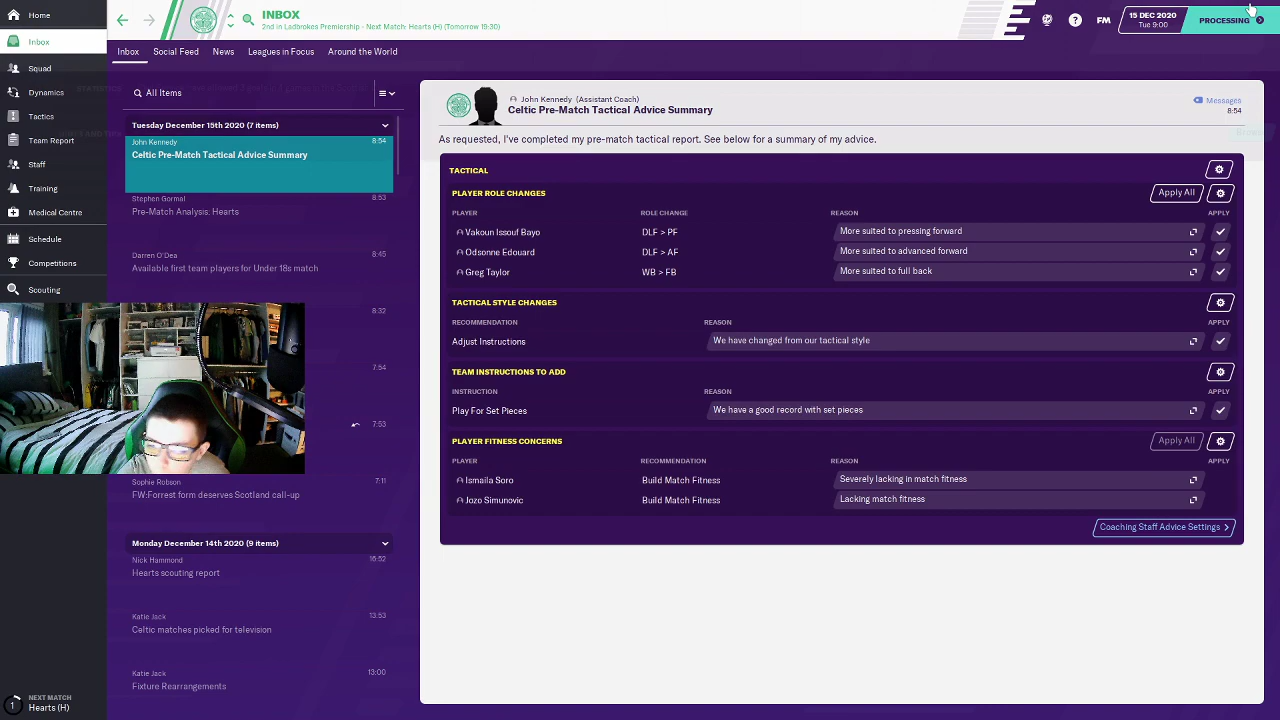 INBOX
2nd in Ladbrokes Premiership - Next Match: Hearts (H) (Tomorrow 19:30)
FM
15 DEC 2020
Tue 9:00
PROCESSING
Inbox
Squad
Dynamics
Tactics
Team Report
Staff
Training
Medical Centre
Schedule
Competitions
Scouting
NEXT MATCH
1
Hearts (H)
Inbox
Social Feed
News
Leagues in Focus
Around the World
All Items
Tuesday December 15th 2020 (7 items)
John Kennedy 8:54
Celtic Pre-Match Tactical Advice Summary
Stephen Gormal 8:53
Pre-Match Analysis: Hearts
Darren O'Dea 8:45
Available first team players for Under 18s match
8:32
7:54
7:53
Sophie Robson 7:11
FW:Forrest form deserves Scotland call-up
Monday December 14th 2020 (9 items)
Nick Hammond 16:52
Hearts scouting report
Katie Jack 13:53
Celtic matches picked for television
Katie Jack 13:00
Fixture Rearrangements
John Kennedy (Assistant Coach)
Celtic Pre-Match Tactical Advice Summary
Messages
8:54
As requested, I've completed my pre-match tactical report. See below for a summary of my advice.
TACTICAL
PLAYER ROLE CHANGES Apply All
PLAYER ROLE CHANGE REASON APPLY
Vakoun Issouf Bayo DLF > PF More suited to pressing forward
Odsonne Edouard DLF > AF More suited to advanced forward
Greg Taylor WB > FB More suited to full back
TACTICAL STYLE CHANGES
RECOMMENDATION REASON APPLY
Adjust Instructions We have changed from our tactical style
TEAM INSTRUCTIONS TO ADD
INSTRUCTION REASON APPLY
Play For Set Pieces We have a good record with set pieces
PLAYER FITNESS CONCERNS Apply All
PLAYER RECOMMENDATION REASON APPLY
Ismaila Soro Build Match Fitness Severely lacking in match fitness
Jozo Simunovic Build Match Fitness Lacking match fitness
Coaching Staff Advice Settings